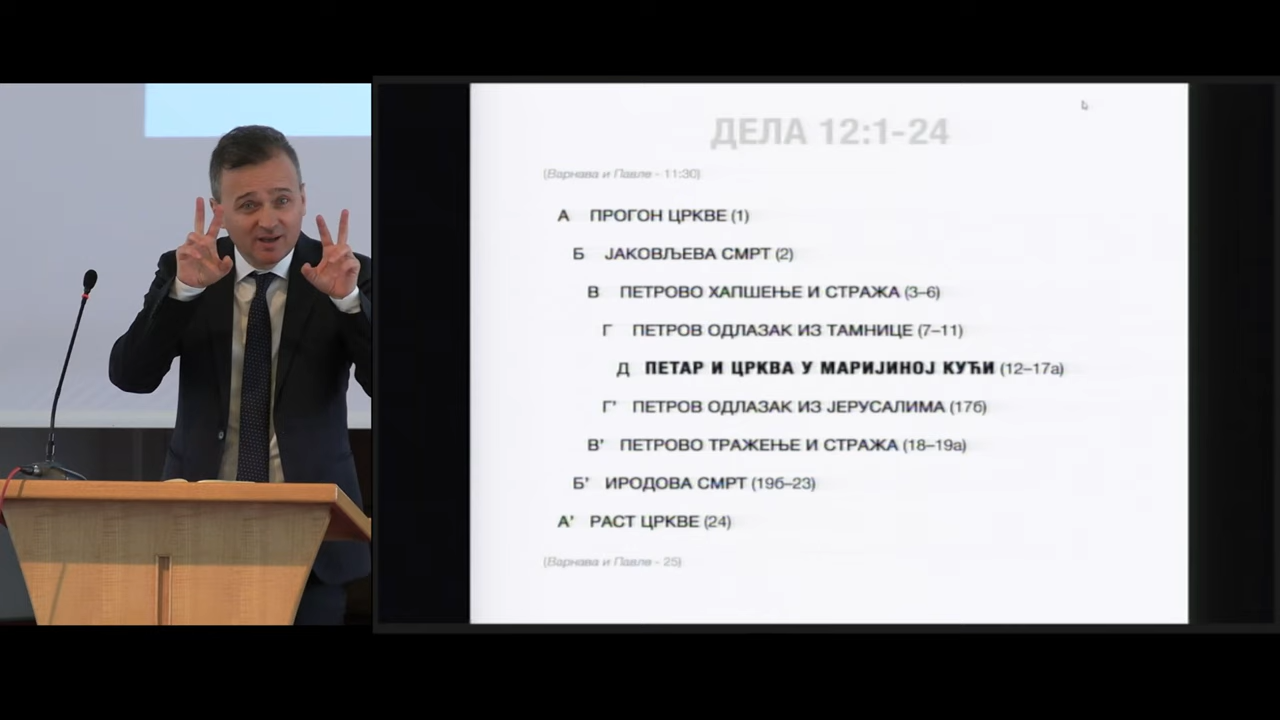 ДЕЛА 12:1-24
(Варнава и Павле - 11:30)
А ПРОГОН ЦРКВЕ (1)
Б ЈАКОВЉЕВА СМРТ (2)
В ПЕТРОВО ХАПШЕЊЕ И СТРАЖА (3–6)
Г ПЕТРОВ ОДЛАЗАК ИЗ ТАМНИЦЕ (7–11)
Д ПЕТАР И ЦРКВА У МАРИЈИНОЈ КУЋИ (12–17а)
Г’ ПЕТРОВ ОДЛАЗАК ИЗ ЈЕРУСАЛИМА (17б)
В’ ПЕТРОВО ТРАЖЕЊЕ И СТРАЖА (18–19а)
Б’ ИРОДОВА СМРТ (19б–23)
А’ РАСТ ЦРКВЕ (24)
(Варнава и Павле - 25)